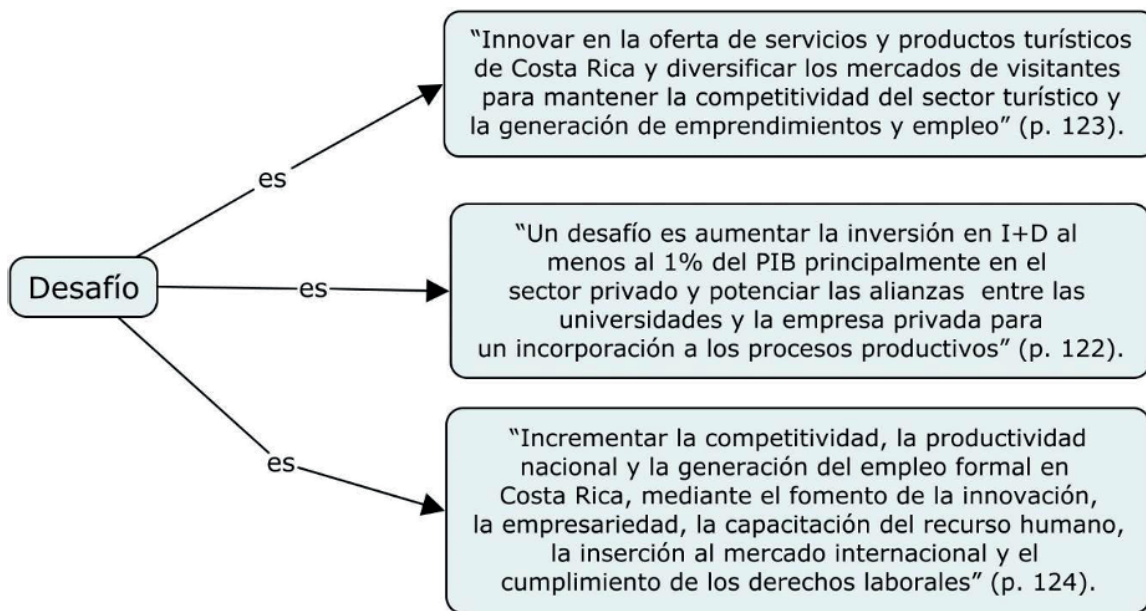 “Innovar en la oferta de servicios y productos turísticos
de Costa Rica y diversificar los mercados de visitantes
para mantener la competitividad del sector turístico y
la generación de emprendimientos y empleo” (p. 123).
es
Desafío
es
“Un desafío es aumentar la inversión en I+D al
menos al 1% del PIB principalmente en el
sector privado y potenciar las alianzas entre las
universidades y la empresa privada para
un incorporación a los procesos productivos” (p. 122).
es
“Incrementar la competitividad, la productividad
nacional y la generación del empleo formal en
Costa Rica, mediante el fomento de la innovación,
la empresariedad, la capacitación del recurso humano,
la inserción al mercado internacional y el
cumplimiento de los derechos laborales” (p. 124).